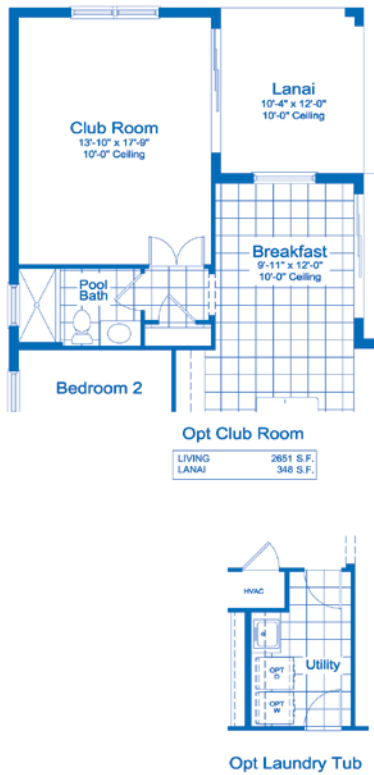 Lanai
10'-4" x 12'-0"
10'-0" Ceiling
Club Room
13'-10" x 17'-9"
10'-0" Ceiling
Breakfast
9'-11" x 12'-0"
10'-0" Ceiling
Pool
Bath
Bedroom 2
Opt Club Room
LIVING 2651 S.F.
LANAI 348 S.F.
HVAC
Utility
OPT
D
OPT
W
Opt Laundry Tub